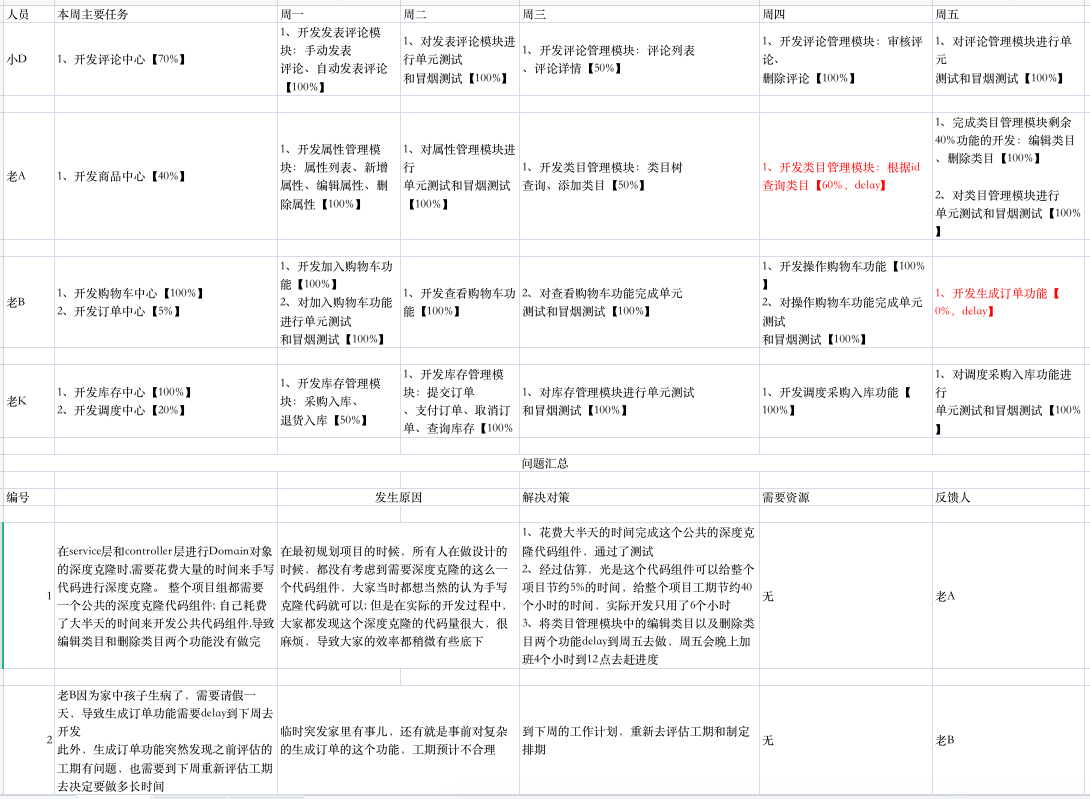 人员 本周主要任务 周一 周二 周三 周四 周五
小D
1、开发评论中心【70%】
1、开发发表评论模
块：手动发表
评论、自动发表评论
【100%】
1、对发表评论模块进
行单元测试
和冒烟测试【100%】
1、开发评论管理模块：评论列表
、评论详情【50%】
1、开发评论管理模块：审核评
论、
删除评论【100%】
1、对评论管理模块进行单
元
测试和冒烟测试【100%】
老A
1、开发商品中心【40%】
1、开发属性管理模
块：属性列表、新增
属性、编辑属性、删
除属性【100%】
1、对属性管理模块进
行
单元测试和冒烟测试
【100%】
1、开发类目管理模块：类目树
查询、添加类目【50%】
1、开发类目管理模块：根据id
查询类目【60%、delay】
1、完成类目管理模块剩余
40%功能的开发：编辑类目
、删除类目【100%】
2、对类目管理模块进行
单元测试和冒烟测试【100%
】
老B
1、开发购物车中心【100%】
2、开发订单中心【5%】
1、开发加入购物车功
能【100%】
2、对加入购物车功能
进行单元测试
和冒烟测试【100%】
1、开发查看购物车功
能【100%】
2、对查看购物车功能完成单元
测试和冒烟测试【100%】
1、开发操作购物车功能【100%
】
2、对操作购物车功能完成单元
测试
和冒烟测试【100%】
1、开发生成订单功能【
0%、delay】
老K
1、开发库存中心【100%】
2、开发调度中心【20%】
1、开发库存管理模
块：采购入库、
退货入库【50%】
1、开发库存管理模
块：提交订单
、支付订单、取消订
单、查询库存【100%
1、对库存管理模块进行单元测试
和冒烟测试【100%】
1、开发调度采购入库功能【
100%】
1、对调度采购入库功能进
行
单元测试和冒烟测试【100%
】
问题汇总
编号 发生原因 解决对策 需要资源 反馈人
1
在service层和controller层进行Domain对象
的深度克隆时,需要花费大量的时间来手写
代码进行深度克隆。 整个项目组都需要
一个公共的深度克隆代码组件; 自己耗费
了大半天的时间来开发公共代码组件,导致
编辑类目和删除类目两个功能没有做完
在最初规划项目的时候，所有人在做设计的
时候，都没有考虑到需要深度克隆的这么一
个代码组件，大家当时都想当然的认为手写
克隆代码就可以; 但是在实际的开发过程中，
大家都发现这个深度克隆的代码量很大，很
麻烦，导致大家的效率都稍微有些底下
1、花费大半天的时间完成这个公共的深度克
隆代码组件，通过了测试
2、经过估算，光是这个代码组件可以给整个
项目节约5%的时间，给整个项目工期节约40
个小时的时间，实际开发只用了6个小时
3、将类目管理模块中的编辑类目以及删除类
目两个功能delay到周五去做，周五会晚上加
班4个小时到12点去赶进度
无
老A
2
老B因为家中孩子生病了，需要请假一
天，导致生成订单功能需要delay到下周去
开发
此外，生成订单功能突然发现之前评估的
工期有问题，也需要到下周重新评估工期
去决定要做多长时间
临时突发家里有事儿，还有就是事前对复杂
的生成订单的这个功能，工期预计不合理
到下周的工作计划，重新去评估工期和制定
排期
无
老B